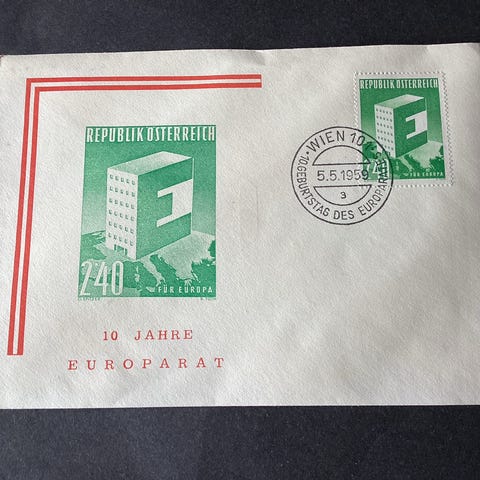 REPUBLIK ÖSTERREICH
E
2·40
FÜR EUROPA
10 JAHRE
EUROPARAT
REPUBLIK ÖSTERREICH
E
FÜR EUROPA
WIEN 101
5.5.1959
3
10. GEBURTSTAG DES EUROPARATES